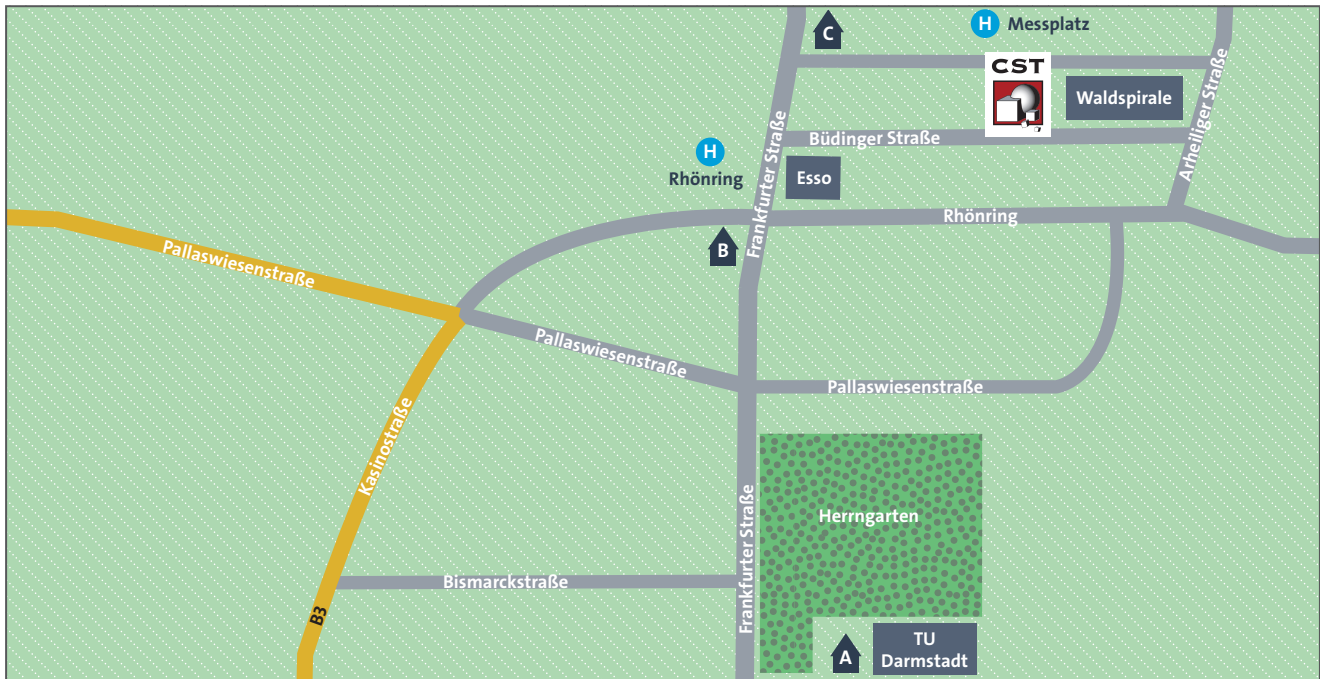 C
H Messplatz
CST
Waldspirale
Arheiliger Straße
Frankfurter Straße
Büdinger Straße
H
Rhönring
Esso
Rhönring
B
Pallaswiesenstraße
Pallaswiesenstraße
Pallaswiesenstraße
Kasinostraße
Herrngarten
Frankfurter Straße
Bismarckstraße
B3
A
TU
Darmstadt